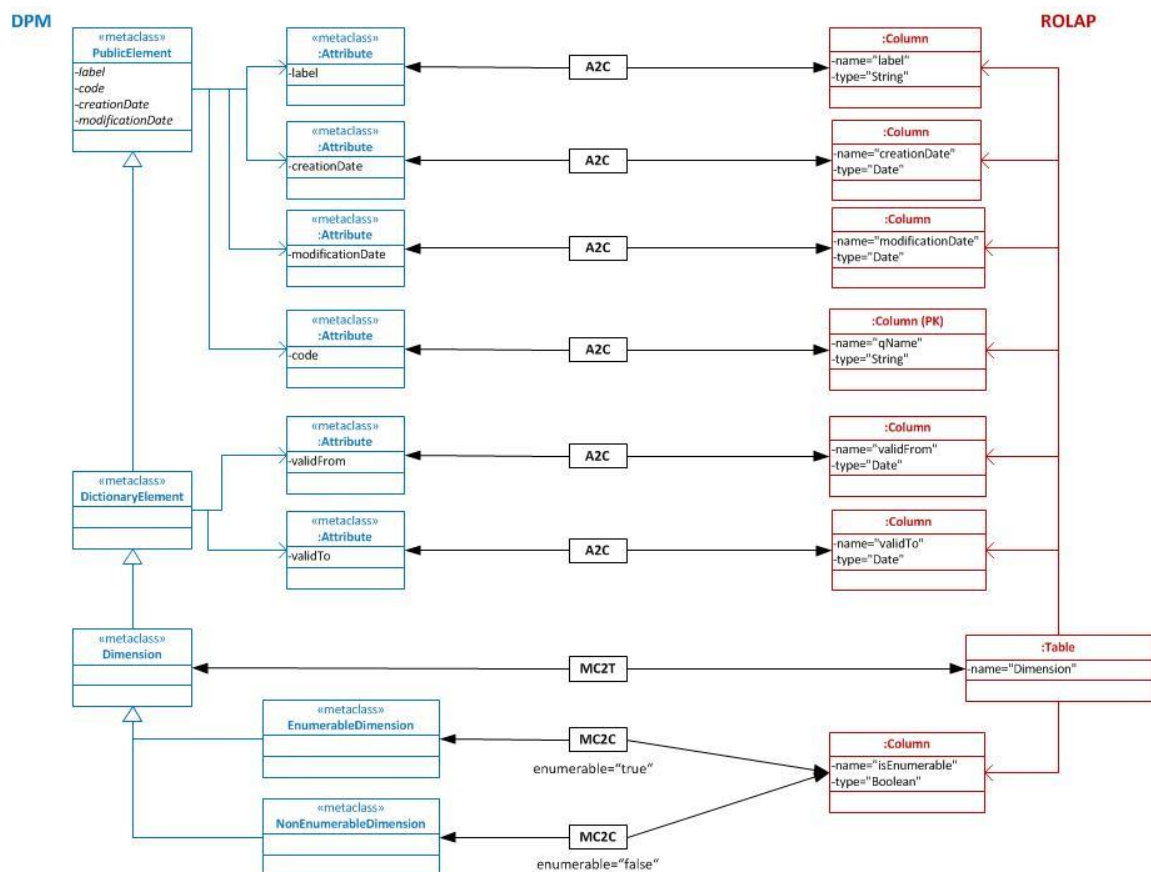 DPM
ROLAP
«metaclass»
PublicElement
-label
-code
-creationDate
-modificationDate
«metaclass»
:Attribute
-label
A2C
:Column
-name="label"
-type="String"
«metaclass»
:Attribute
-creationDate
A2C
:Column
-name="creationDate"
-type="Date"
«metaclass»
:Attribute
-modificationDate
A2C
:Column
-name="modificationDate"
-type="Date"
«metaclass»
:Attribute
-code
A2C
:Column (PK)
-name="qName"
-type="String"
«metaclass»
:Attribute
-validFrom
A2C
:Column
-name="validFrom"
-type="Date"
«metaclass»
DictionaryElement
«metaclass»
:Attribute
-validTo
A2C
:Column
-name="validTo"
-type="Date"
«metaclass»
Dimension
MC2T
:Table
-name="Dimension"
«metaclass»
EnumerableDimension
MC2C
enumerable="true"
:Column
-name="isEnumerable"
-type="Boolean"
«metaclass»
NonEnumerableDimension
MC2C
enumerable="false"